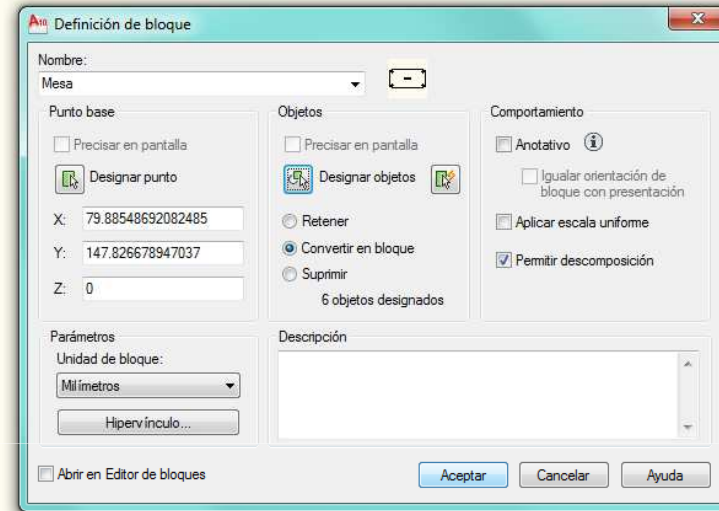 A10 Definición de bloque
Nombre:
Mesa
Punto base
Precisar en pantalla
Designar punto
X: 79.88548692082485
Y: 147.826678947037
Z: 0
Objetos
Precisar en pantalla
Designar objetos
Retener
Convertir en bloque
Suprimir
6 objetos designados
Comportamiento
Anotativo
Igualar orientación de
bloque con presentación
Aplicar escala uniforme
Permitir descomposición
Parámetros
Unidad de bloque:
Milímetros
Hipervínculo...
Descripción
Abrir en Editor de bloques
Aceptar
Cancelar
Ayuda